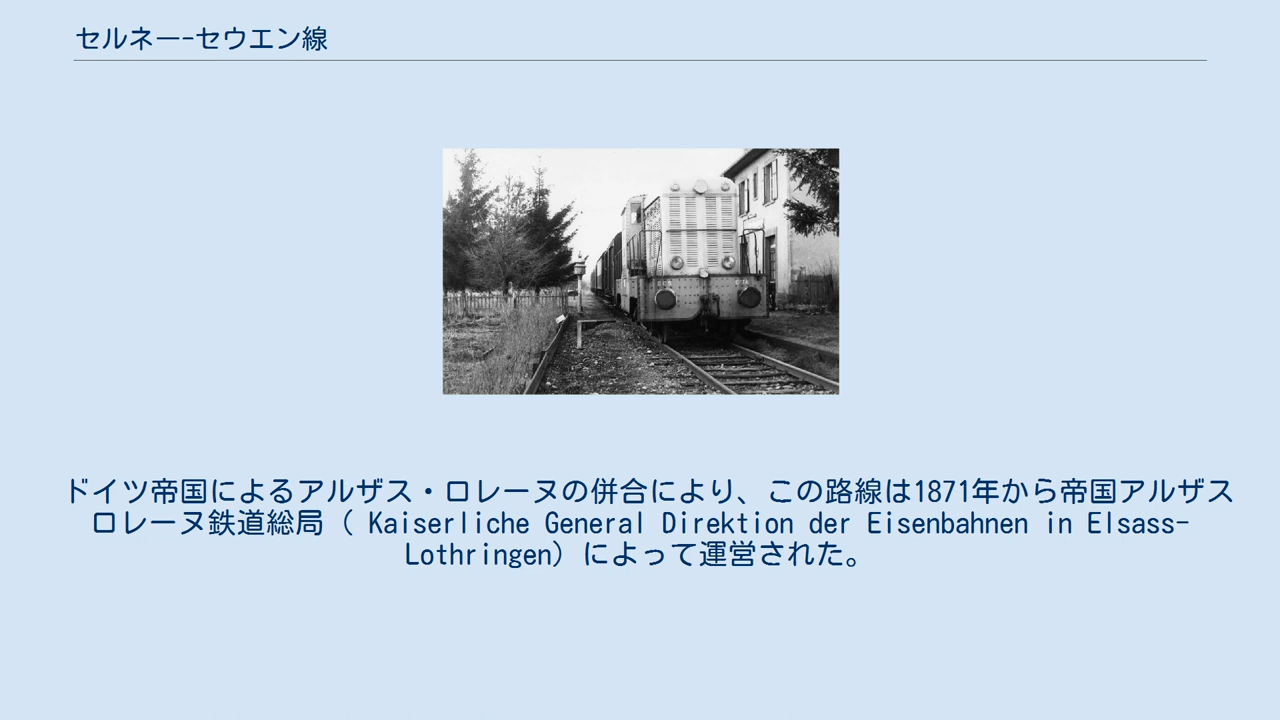 セルネー-セウエン線
ドイツ帝国によるアルザス・ロレーヌの併合により、この路線は1871年から帝国アルザス
ロレーヌ鉄道総局（ Kaiserliche General Direktion der Eisenbahnen in Elsass-
Lothringen）によって運営された。